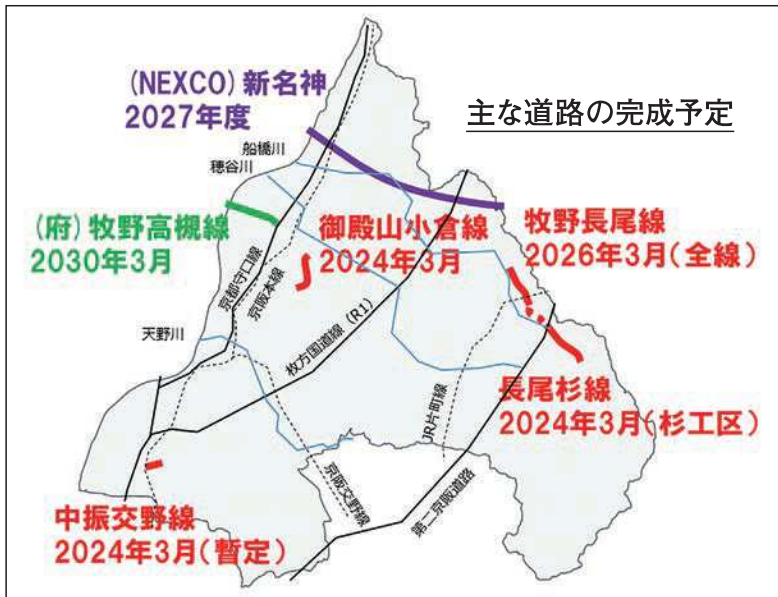 (NEXCO)新名神
2027年度
主な道路の完成予定
船橋川
穂谷川
(府)牧野高槻線
2030年3月
御殿山小倉線
2024年3月
牧野長尾線
2026年3月(全線)
京都守口線
京阪本線
天野川
枚方国道線(R1)
長尾杉線
2024年3月(杉工区)
JR片町線
京阪交野線
第二京阪道路
中振交野線
2024年3月(暫定)